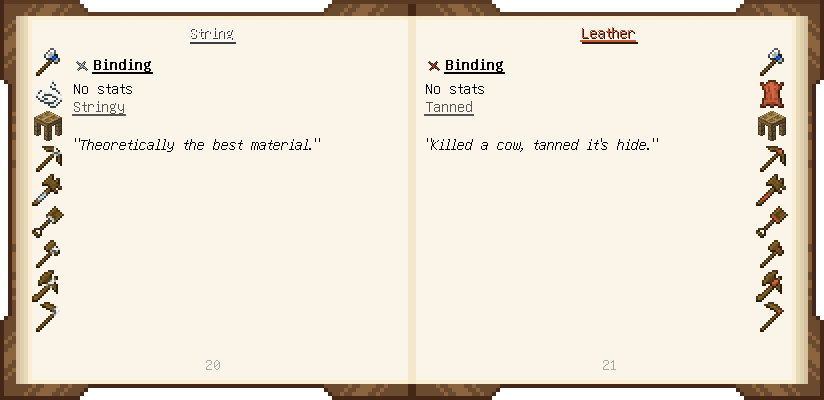 String
Binding
No stats
Stringy
"Theoretically the best material."
20
Leather
Binding
No stats
Tanned
"Killed a cow, tanned it's hide."
21